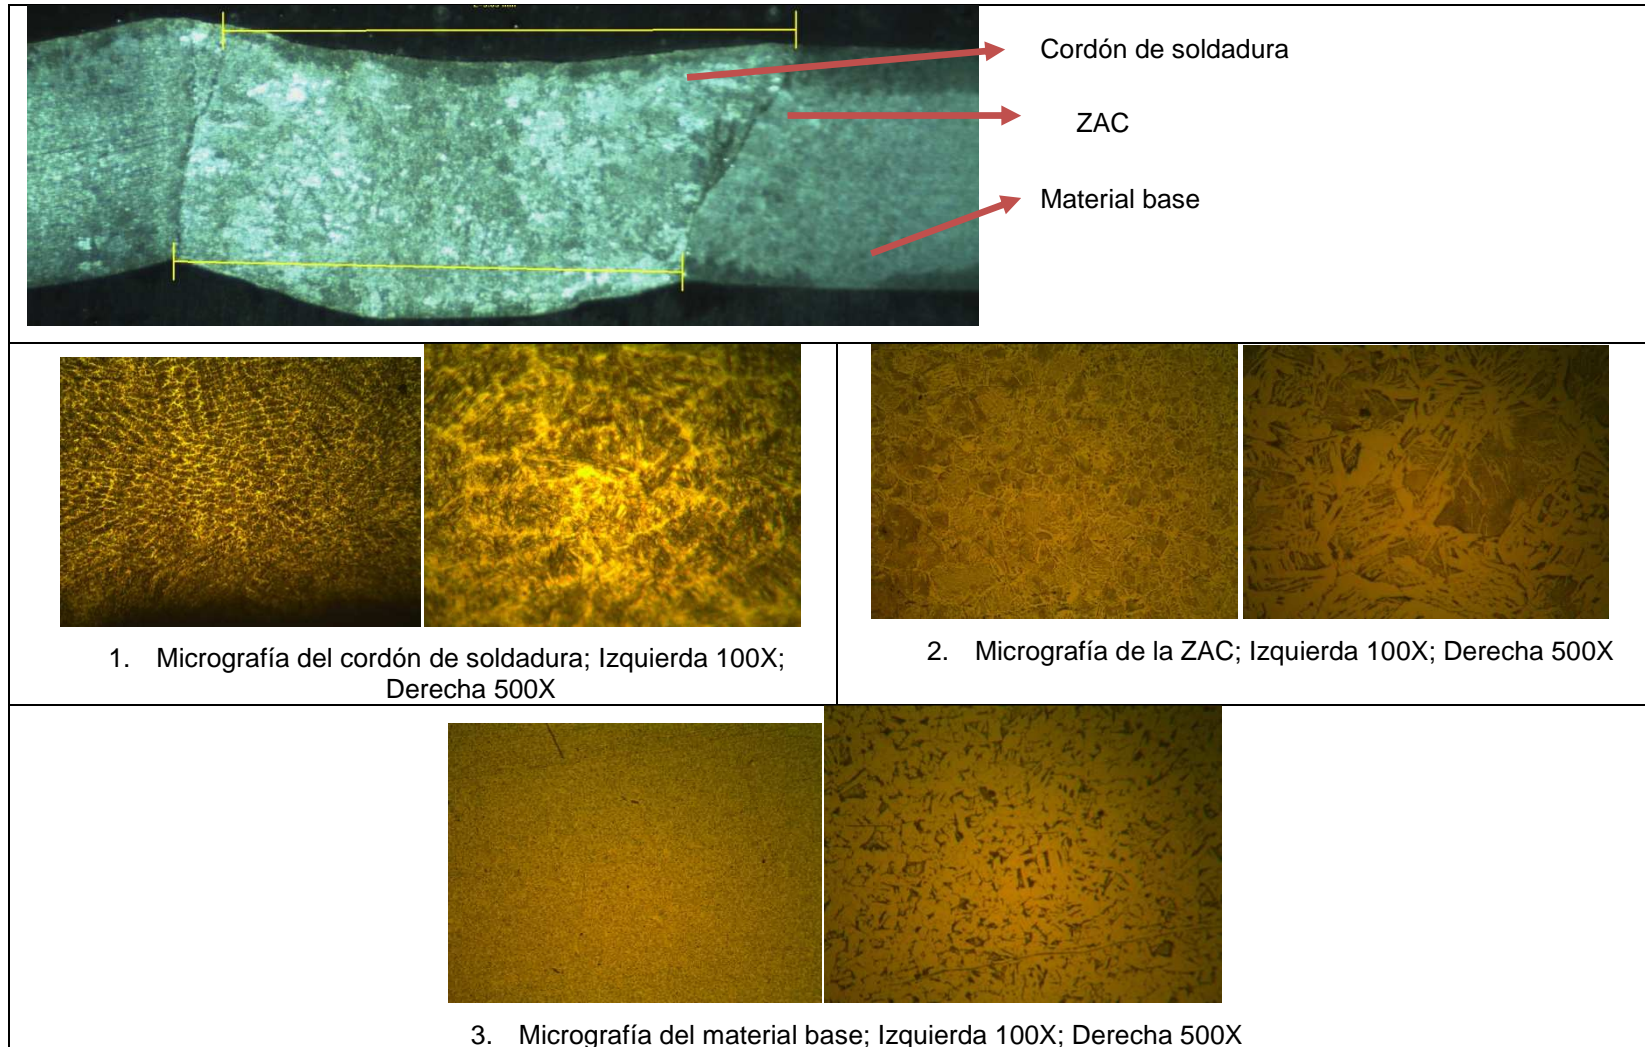 Cordón de soldadura
ZAC
Material base
1. Micrografía del cordón de soldadura; Izquierda 100X;
Derecha 500X
2. Micrografía de la ZAC; Izquierda 100X; Derecha 500X
3. Micrografía del material base; Izquierda 100X; Derecha 500X